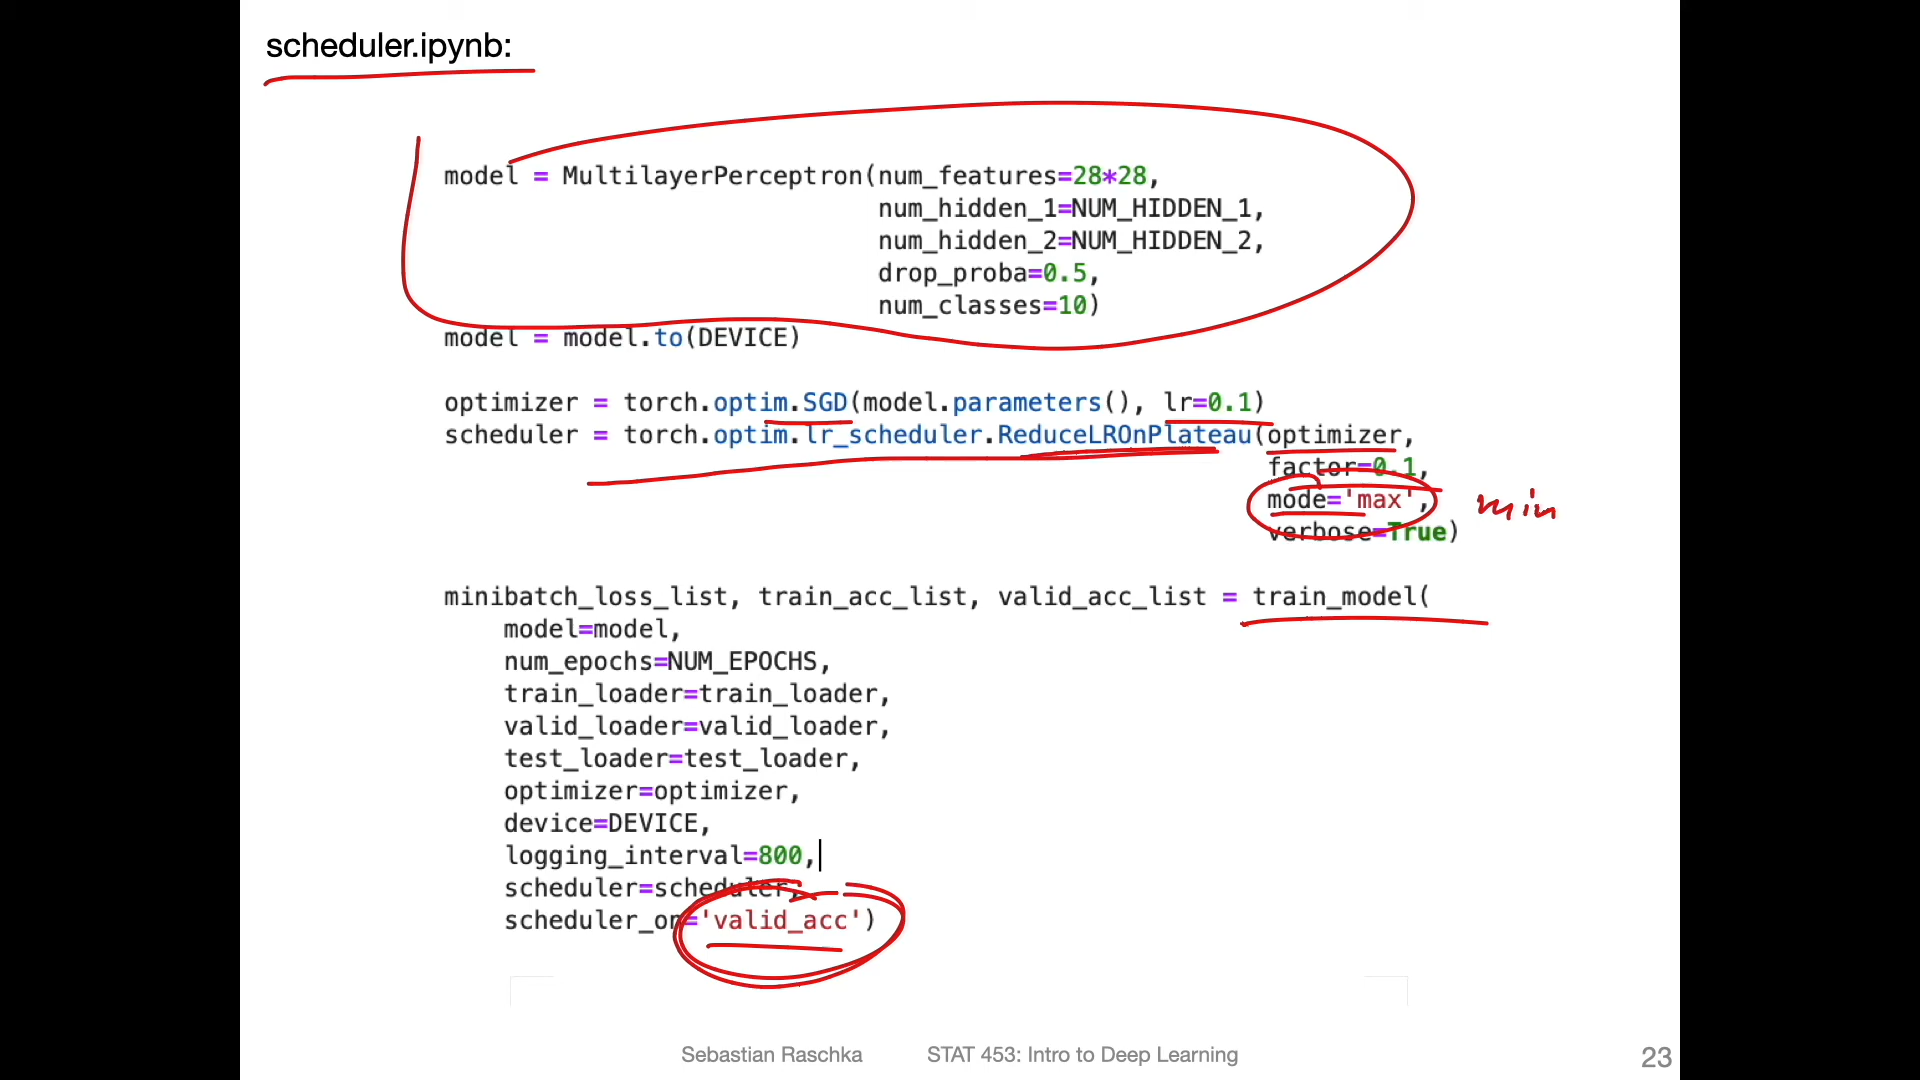 scheduler.ipynb:
model = MultilayerPerceptron(num_features=28*28,
num_hidden_1=NUM_HIDDEN_1,
num_hidden_2=NUM_HIDDEN_2,
drop_proba=0.5,
num_classes=10)
model = model.to(DEVICE)
optimizer = torch.optim.SGD(model.parameters(), lr=0.1)
scheduler = torch.optim.lr_scheduler.ReduceLROnPlateau(optimizer,
factor=0.1,
mode='max', min
verbose=True)
minibatch_loss_list, train_acc_list, valid_acc_list = train_model(
model=model,
num_epochs=NUM_EPOCHS,
train_loader=train_loader,
valid_loader=valid_loader,
test_loader=test_loader,
optimizer=optimizer,
device=DEVICE,
logging_interval=800,
scheduler=scheduler,
scheduler_on='valid_acc')
Sebastian Raschka STAT 453: Intro to Deep Learning 23